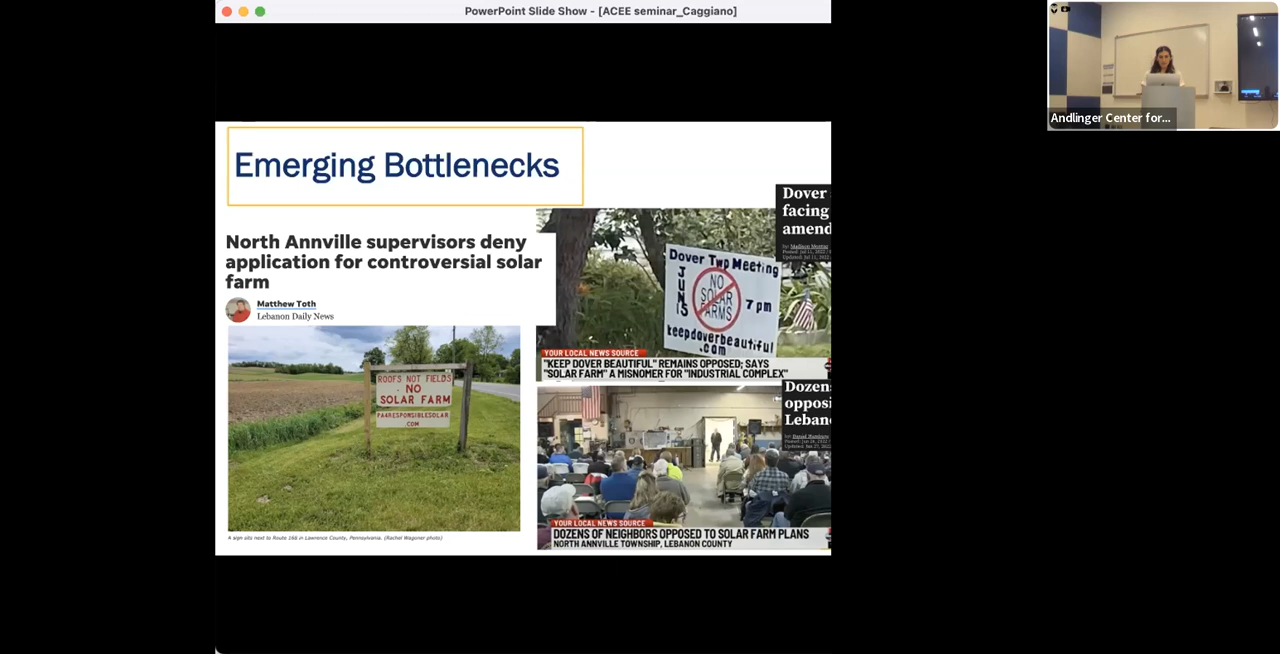 PowerPoint Slide Show - [ACEE seminar_Caggiano]
Andlinger Center for...
Emerging Bottlenecks
North Annville supervisors deny
application for controversial solar
farm
Matthew Toth
Lebanon Daily News
ROOFS NOT FIELDS
NO
SOLAR FARM
PA4RESPONSIBLESOLAR
COM
A sign sits next to Route 168 in Lawrence County, Pennsylvania. (Rachel Wagoner photo)
Dover
facing
amend
by: Madison Montag
Posted: Jul 11, 2022
Updated: Jul 11, 2022
Dover Twp Meeting
JUN 15
NO
SOLAR
FARMS
7 pm
keepdoverbeautiful
.com
YOUR LOCAL NEWS SOURCE
"KEEP DOVER BEAUTIFUL" REMAINS OPPOSED; SAYS
"SOLAR FARM" A MISNOMER FOR "INDUSTRIAL COMPLEX"
Dozen
opposi
Leban
YOUR LOCAL NEWS SOURCE
DOZENS OF NEIGHBORS OPPOSED TO SOLAR FARM PLANS
NORTH ANNVILLE TOWNSHIP, LEBANON COUNTY